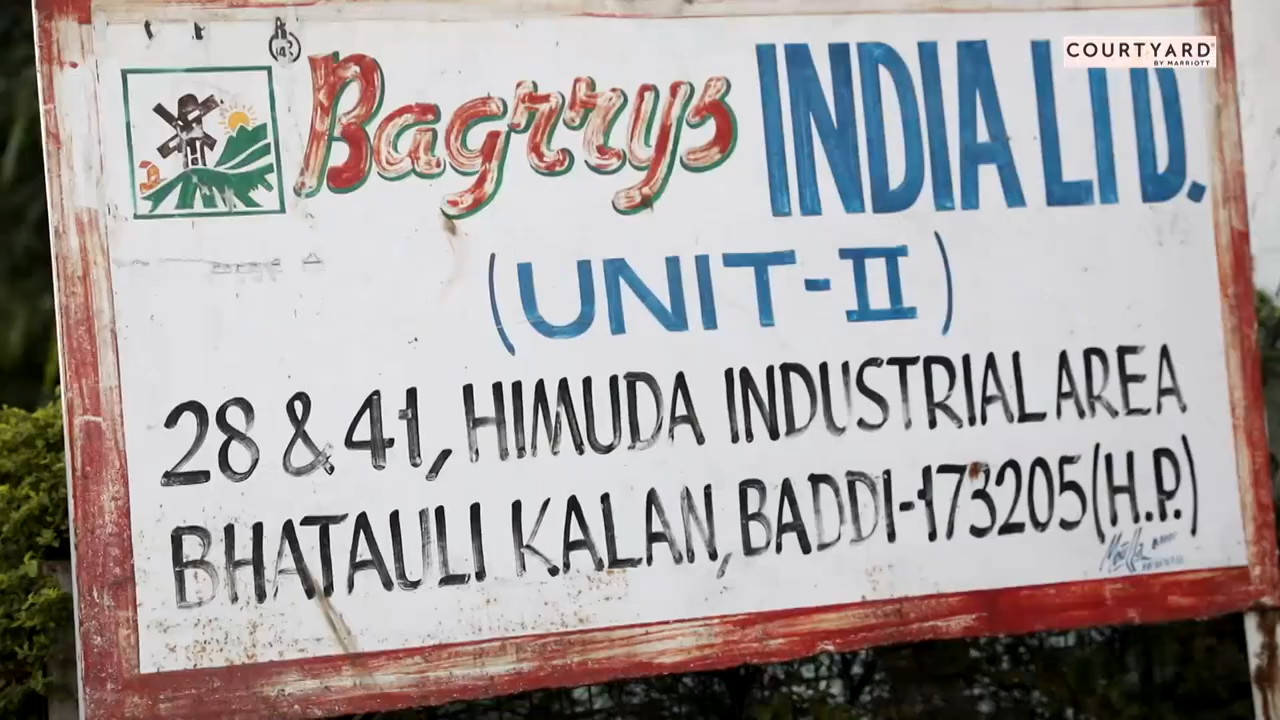 COURTYARD
BY MARRIOTT
Bagrrys INDIA LTD.
(UNIT-II)
28 & 41, HIMUDA INDUSTRIAL AREA
BHATAULI KALAN, BADDI-173205 (H.P.)